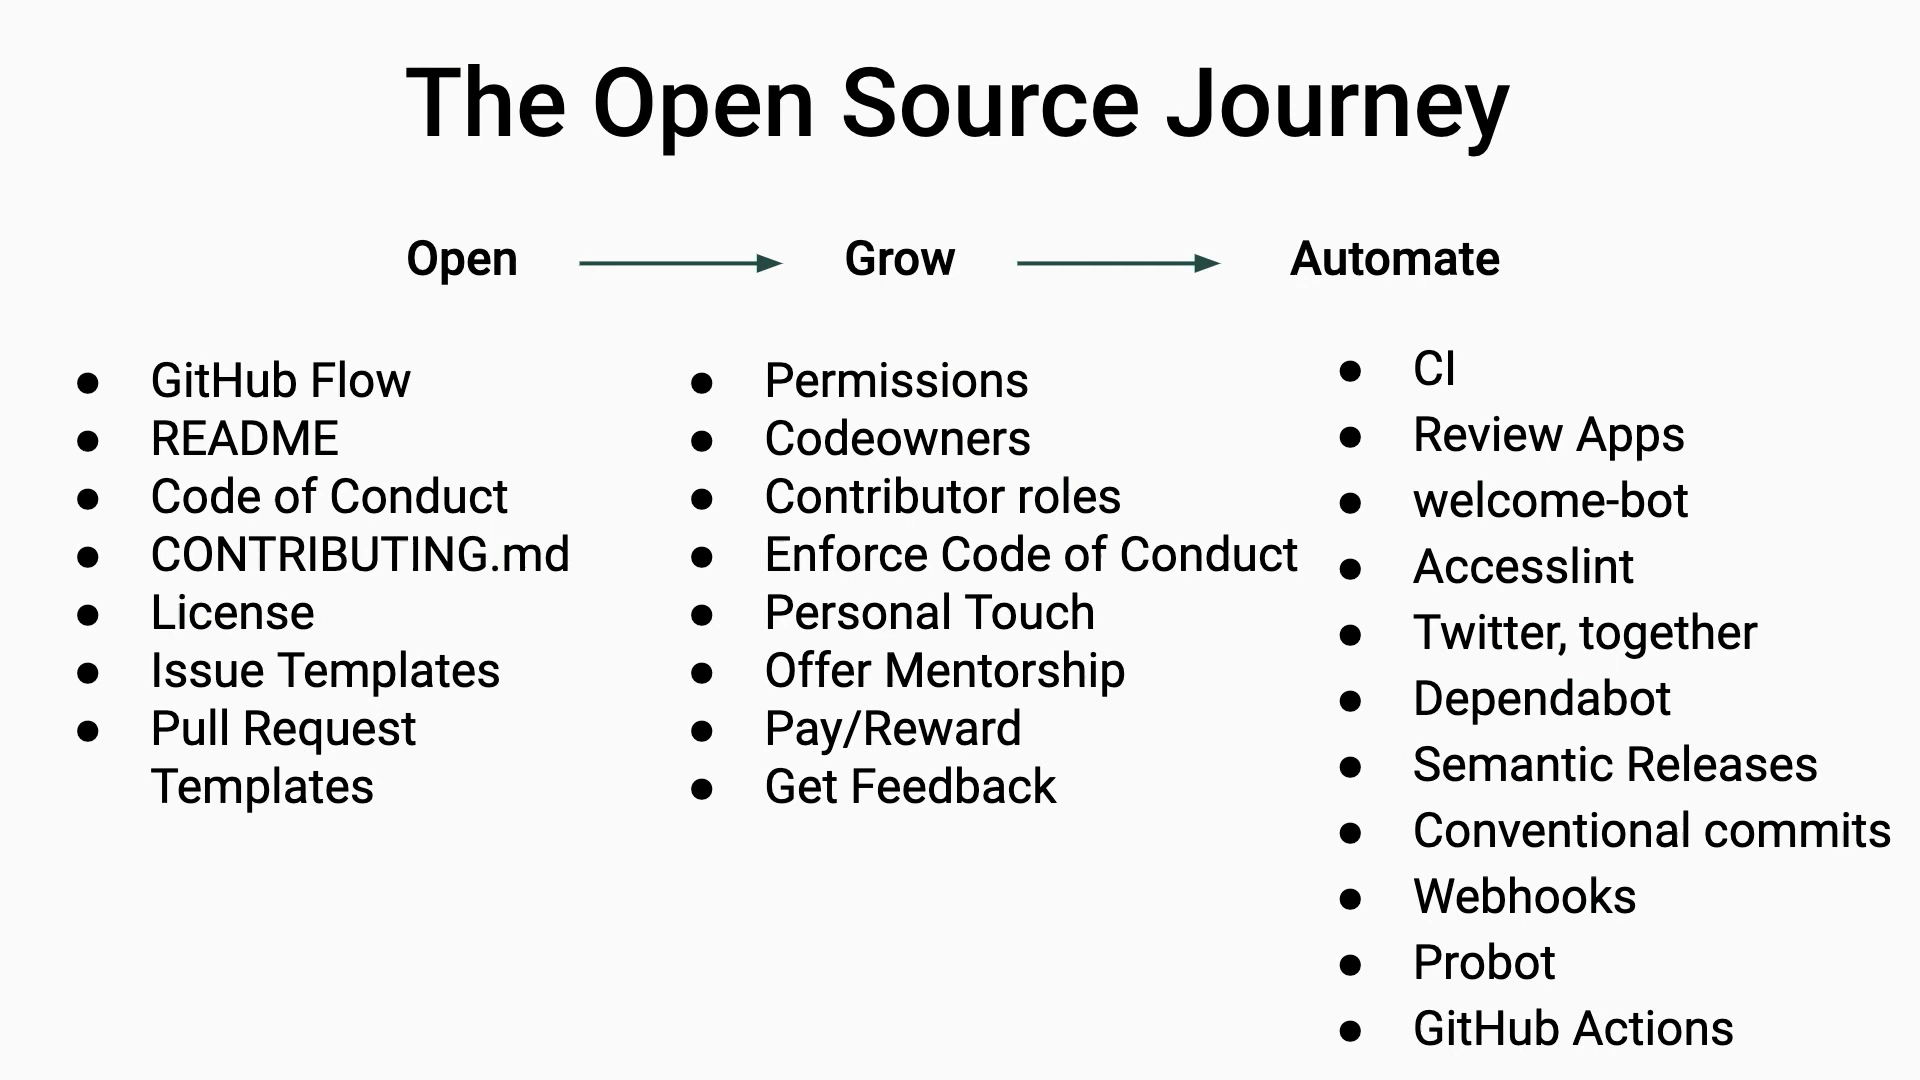 The Open Source Journey
Open
Grow
Automate
● GitHub Flow
● README
● Code of Conduct
● CONTRIBUTING.md
● License
● Issue Templates
● Pull Request
Templates
● Permissions
● Codeowners
● Contributor roles
● Enforce Code of Conduct
● Personal Touch
● Offer Mentorship
● Pay/Reward
● Get Feedback
● CI
● Review Apps
● welcome-bot
● Accesslint
● Twitter, together
● Dependabot
● Semantic Releases
● Conventional commits
● Webhooks
● Probot
● GitHub Actions